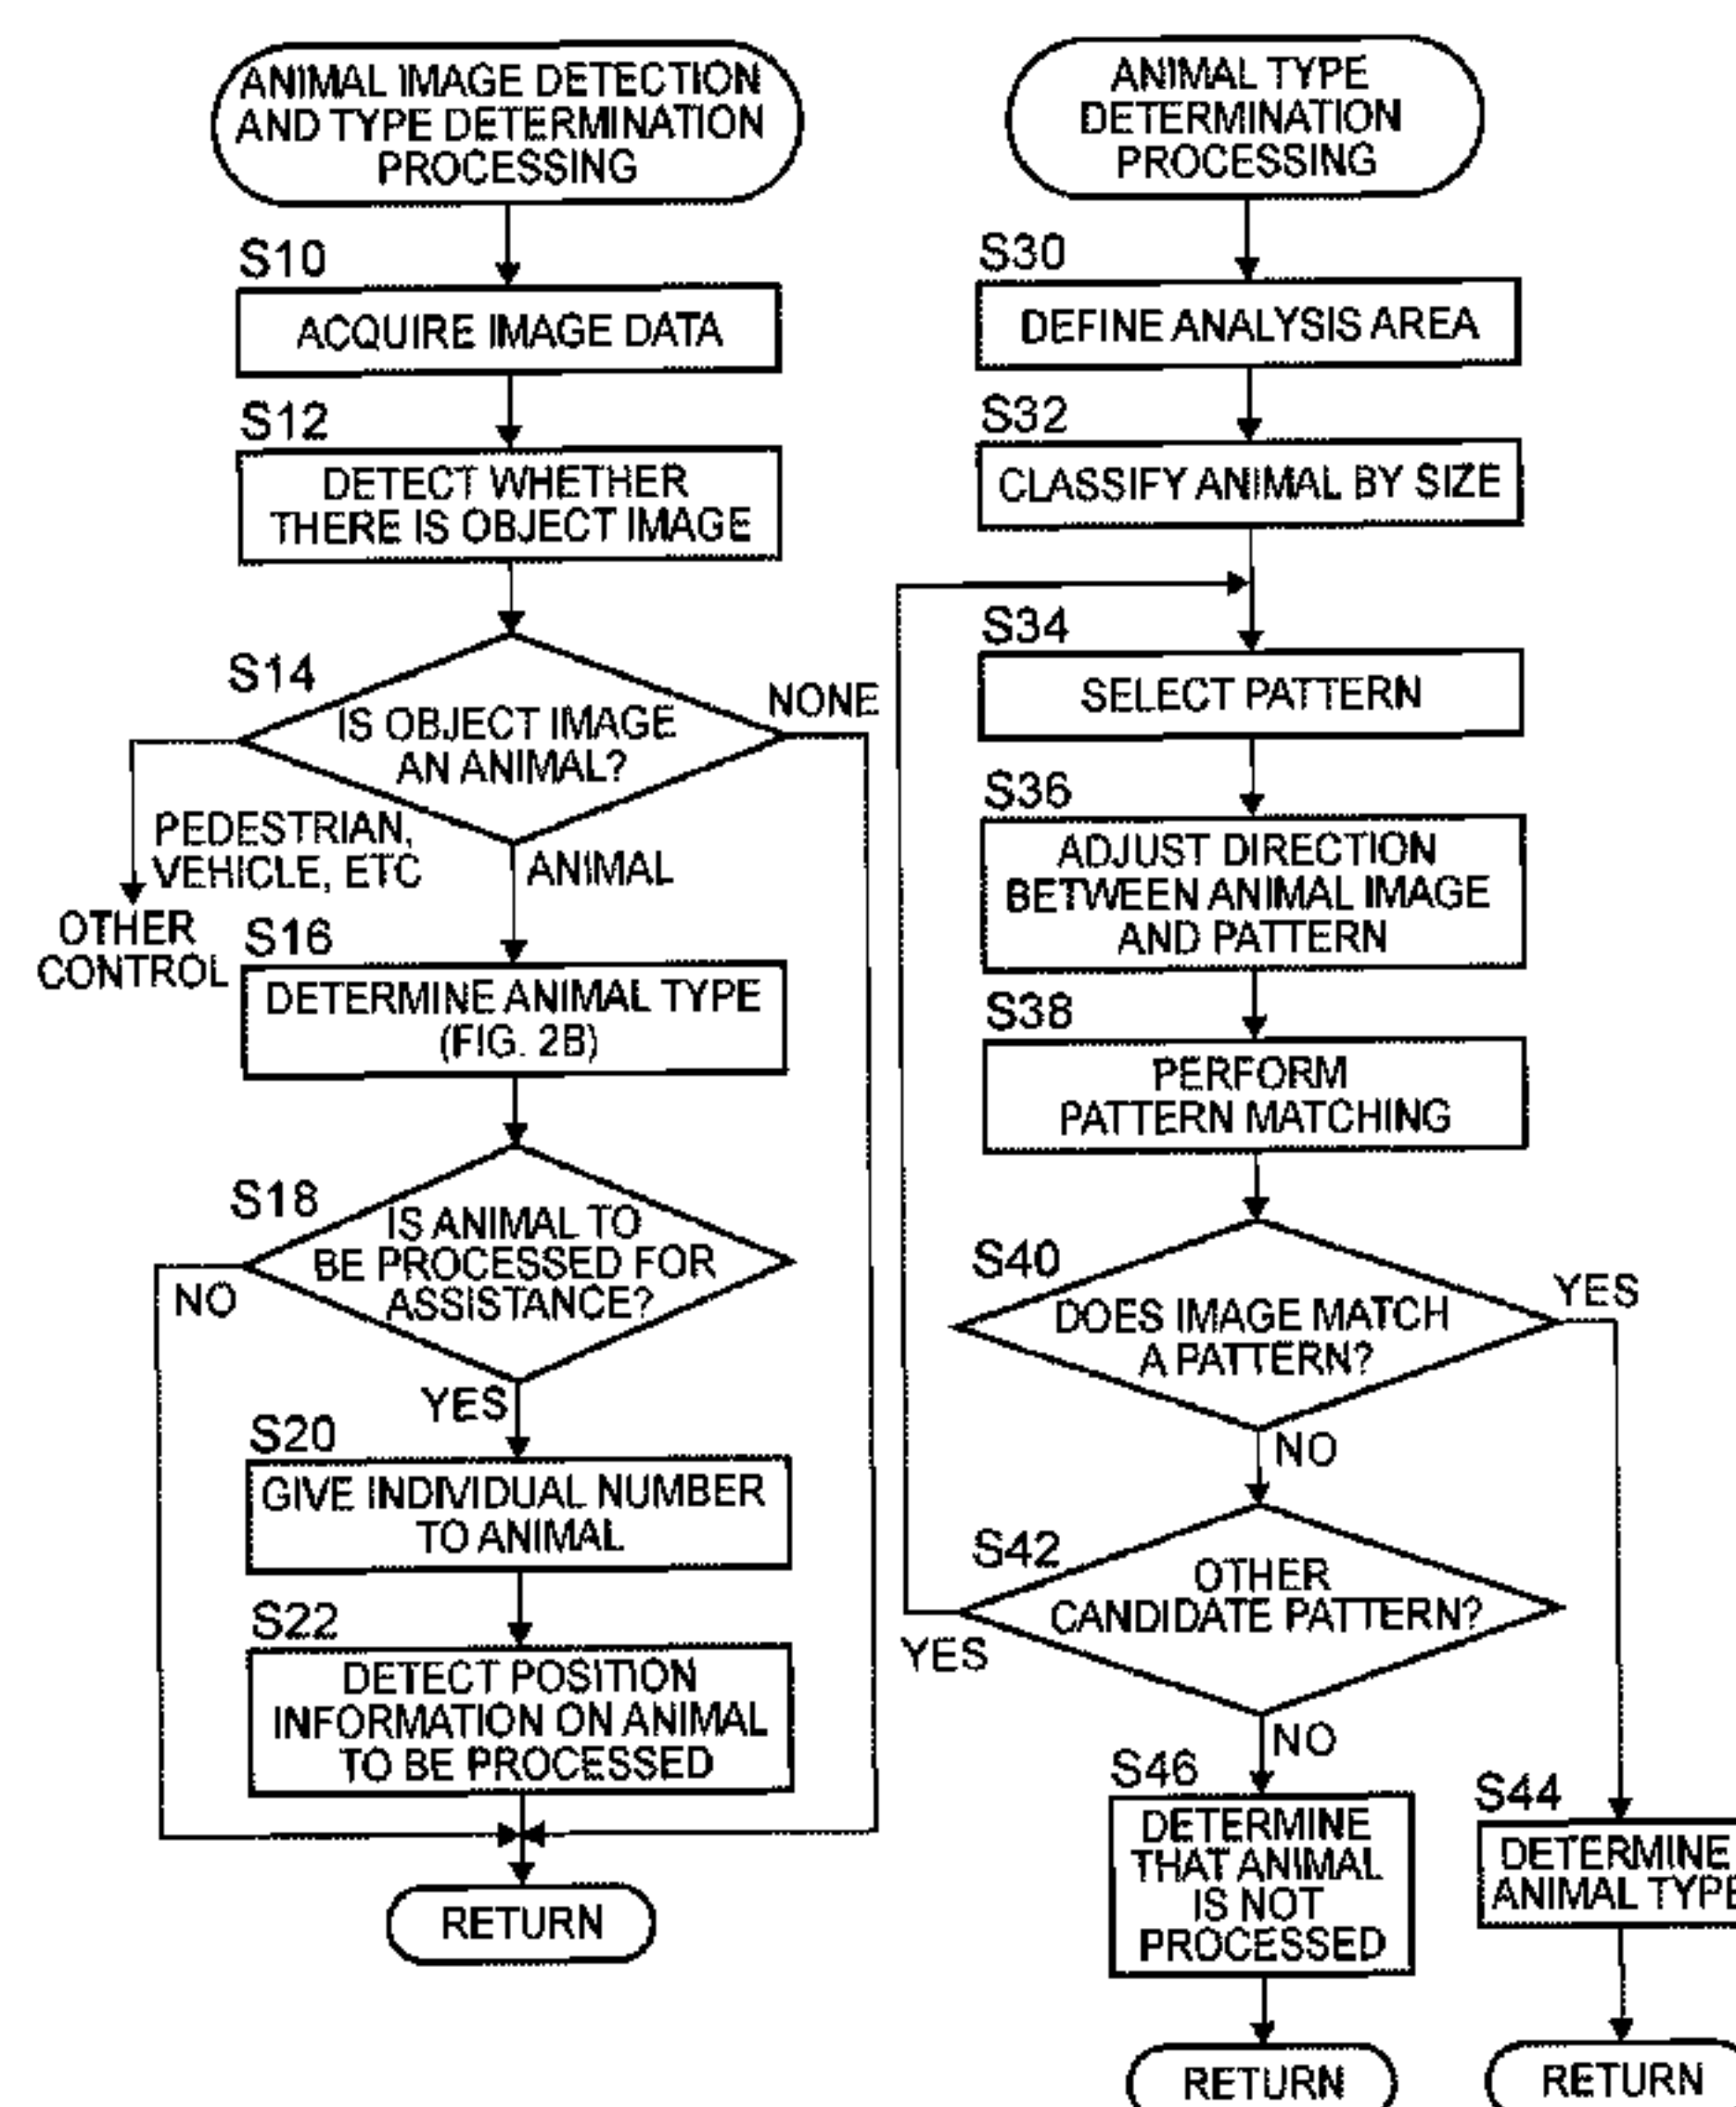 ANIMAL IMAGE DETECTION
AND TYPE DETERMINATION
PROCESSING
S10
ACQUIRE IMAGE DATA
S12
DETECT WHETHER
THERE IS OBJECT IMAGE
S14
IS OBJECT IMAGE
AN ANIMAL?
NONE
PEDESTRIAN,
VEHICLE, ETC
ANIMAL
OTHER
CONTROL
S16
DETERMINE ANIMAL TYPE
(FIG. 2B)
S18
IS ANIMAL TO
BE PROCESSED FOR
ASSISTANCE?
NO
YES
S20
GIVE INDIVIDUAL NUMBER
TO ANIMAL
S22
DETECT POSITION
INFORMATION ON ANIMAL
TO BE PROCESSED
RETURN
ANIMAL TYPE
DETERMINATION
PROCESSING
S30
DEFINE ANALYSIS AREA
S32
CLASSIFY ANIMAL BY SIZE
S34
SELECT PATTERN
S36
ADJUST DIRECTION
BETWEEN ANIMAL IMAGE
AND PATTERN
S38
PERFORM
PATTERN MATCHING
S40
DOES IMAGE MATCH
A PATTERN?
YES
NO
S42
OTHER
CANDIDATE PATTERN?
YES
NO
S46
DETERMINE
THAT ANIMAL
IS NOT
PROCESSED
RETURN
S44
DETERMINE
ANIMAL TYPE
RETURN